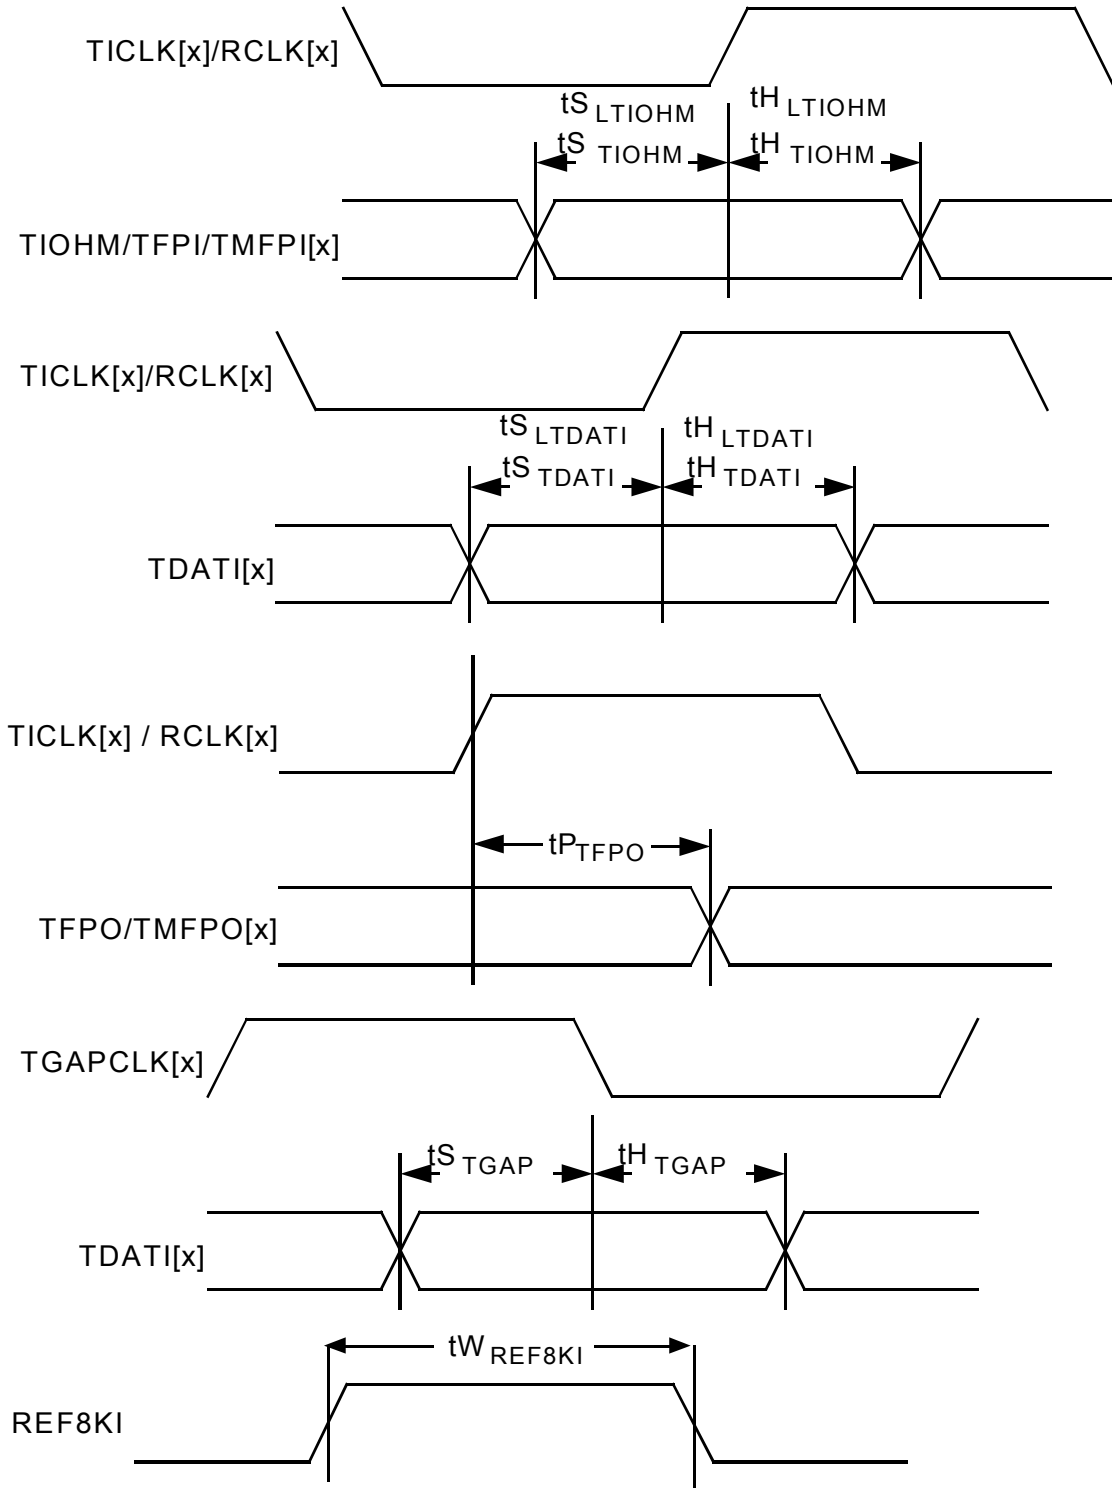 TICLK[x]/RCLK[x]
tS LTIOHM tH LTIOHM
tS TIOHM tH TIOHM
TIOHM/TFPI/TMFPI[x]
TICLK[x]/RCLK[x]
tS LTDATI tH LTDATI
tS TDATI tH TDATI
TDATI[x]
TICLK[x] / RCLK[x]
tP TFPO
TFPO/TMFPO[x]
TGAPCLK[x]
tS TGAP tH TGAP
TDATI[x]
tW REF8KI
REF8KI